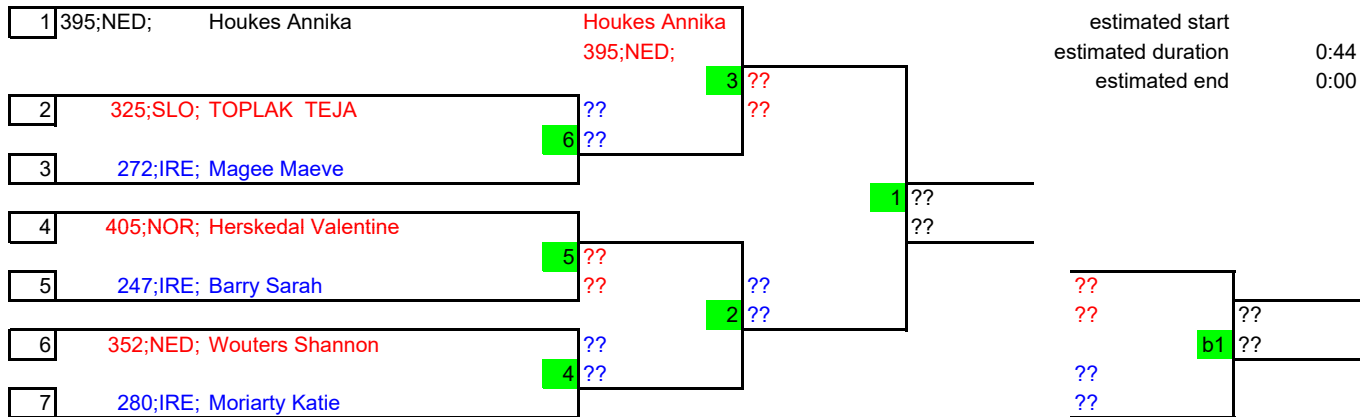 1 395;NED; Houkes Annika Houkes Annika estimated start
395;NED; estimated duration 0:44
3 ?? estimated end 0:00
2 325;SLO; TOPLAK TEJA ?? ??
6 ??
3 272;IRE; Magee Maeve
1 ??
4 405;NOR; Herskedal Valentine ??
5 ??
5 247;IRE; Barry Sarah ?? ?? ??
2 ?? ?? ??
6 352;NED; Wouters Shannon ?? b1 ??
4 ?? ??
7 280;IRE; Moriarty Katie ??